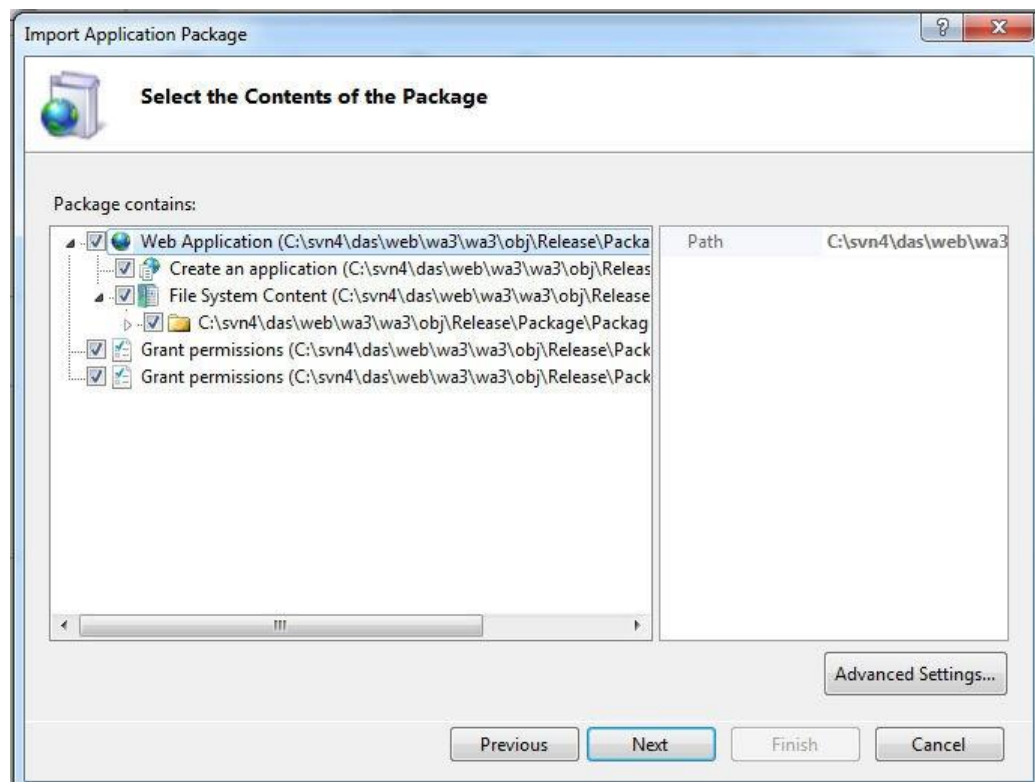 Import Application Package
Select the Contents of the Package
Package contains:
Web Application (C:\svn4\das\web\wa3\wa3\obj\Release\Packa
Path C:\svn4\das\web\wa3
Create an application (C:\svn4\das\web\wa3\wa3\obj\Releas
File System Content (C:\svn4\das\web\wa3\wa3\obj\Release
C:\svn4\das\web\wa3\wa3\obj\Release\Package\Packag
Grant permissions (C:\svn4\das\web\wa3\wa3\obj\Release\Pack
Grant permissions (C:\svn4\das\web\wa3\wa3\obj\Release\Pack
Advanced Settings...
Previous Next Finish Cancel